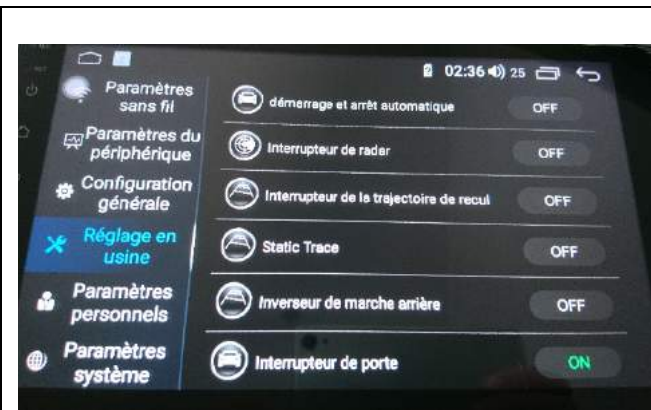 02:36 25
Paramètres
sans fil
Paramètres du
périphérique
Configuration
générale
Réglage en
usine
Paramètres
personnels
Paramètres
système
démarrage et arrêt automatique OFF
Interrupteur de radar OFF
Interrupteur de la trajectoire de recul OFF
Static Trace OFF
Inverseur de marche arrière OFF
Interrupteur de porte ON